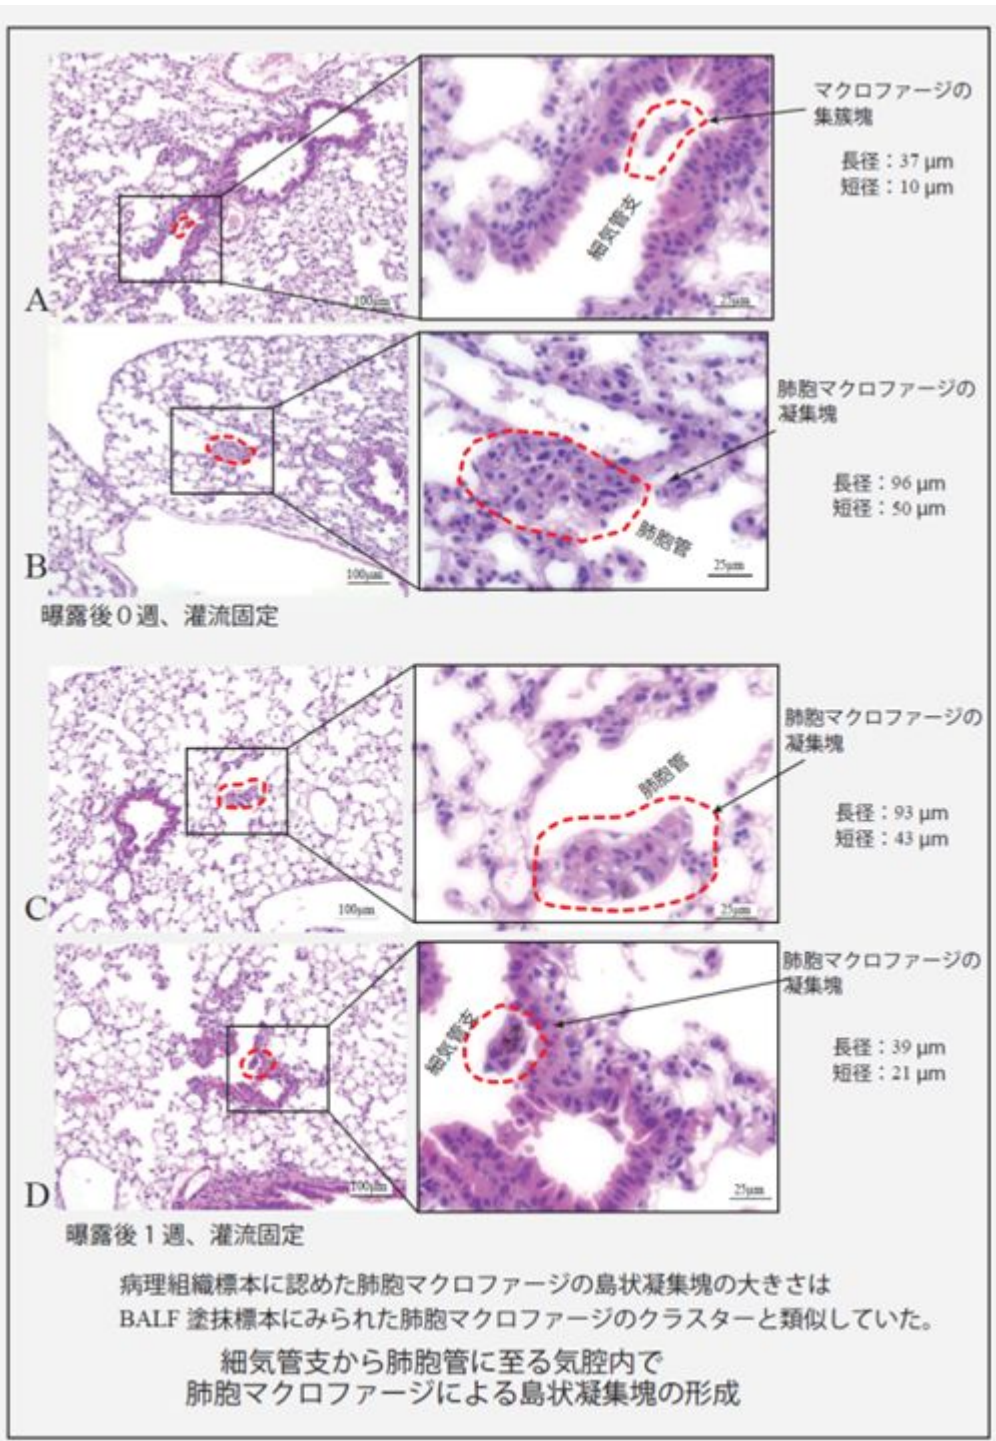 マクロファージの
集簇塊
長径：37 μm
短径：10 μm
細気管支
A
100μm
25μm
肺胞マクロファージの
凝集塊
長径：96 μm
短径：50 μm
肺胞管
B
100μm
25μm
曝露後０週、灌流固定
肺胞マクロファージの
凝集塊
肺胞管
長径：93 μm
短径：43 μm
C
100μm
25μm
肺胞マクロファージの
凝集塊
細気管支
長径：39 μm
短径：21 μm
D
100μm
25μm
曝露後１週、灌流固定
病理組織標本に認めた肺胞マクロファージの島状凝集塊の大きさは
BALF 塗抹標本にみられた肺胞マクロファージのクラスターと類似していた。
細気管支から肺胞管に至る気腔内で
肺胞マクロファージによる島状凝集塊の形成